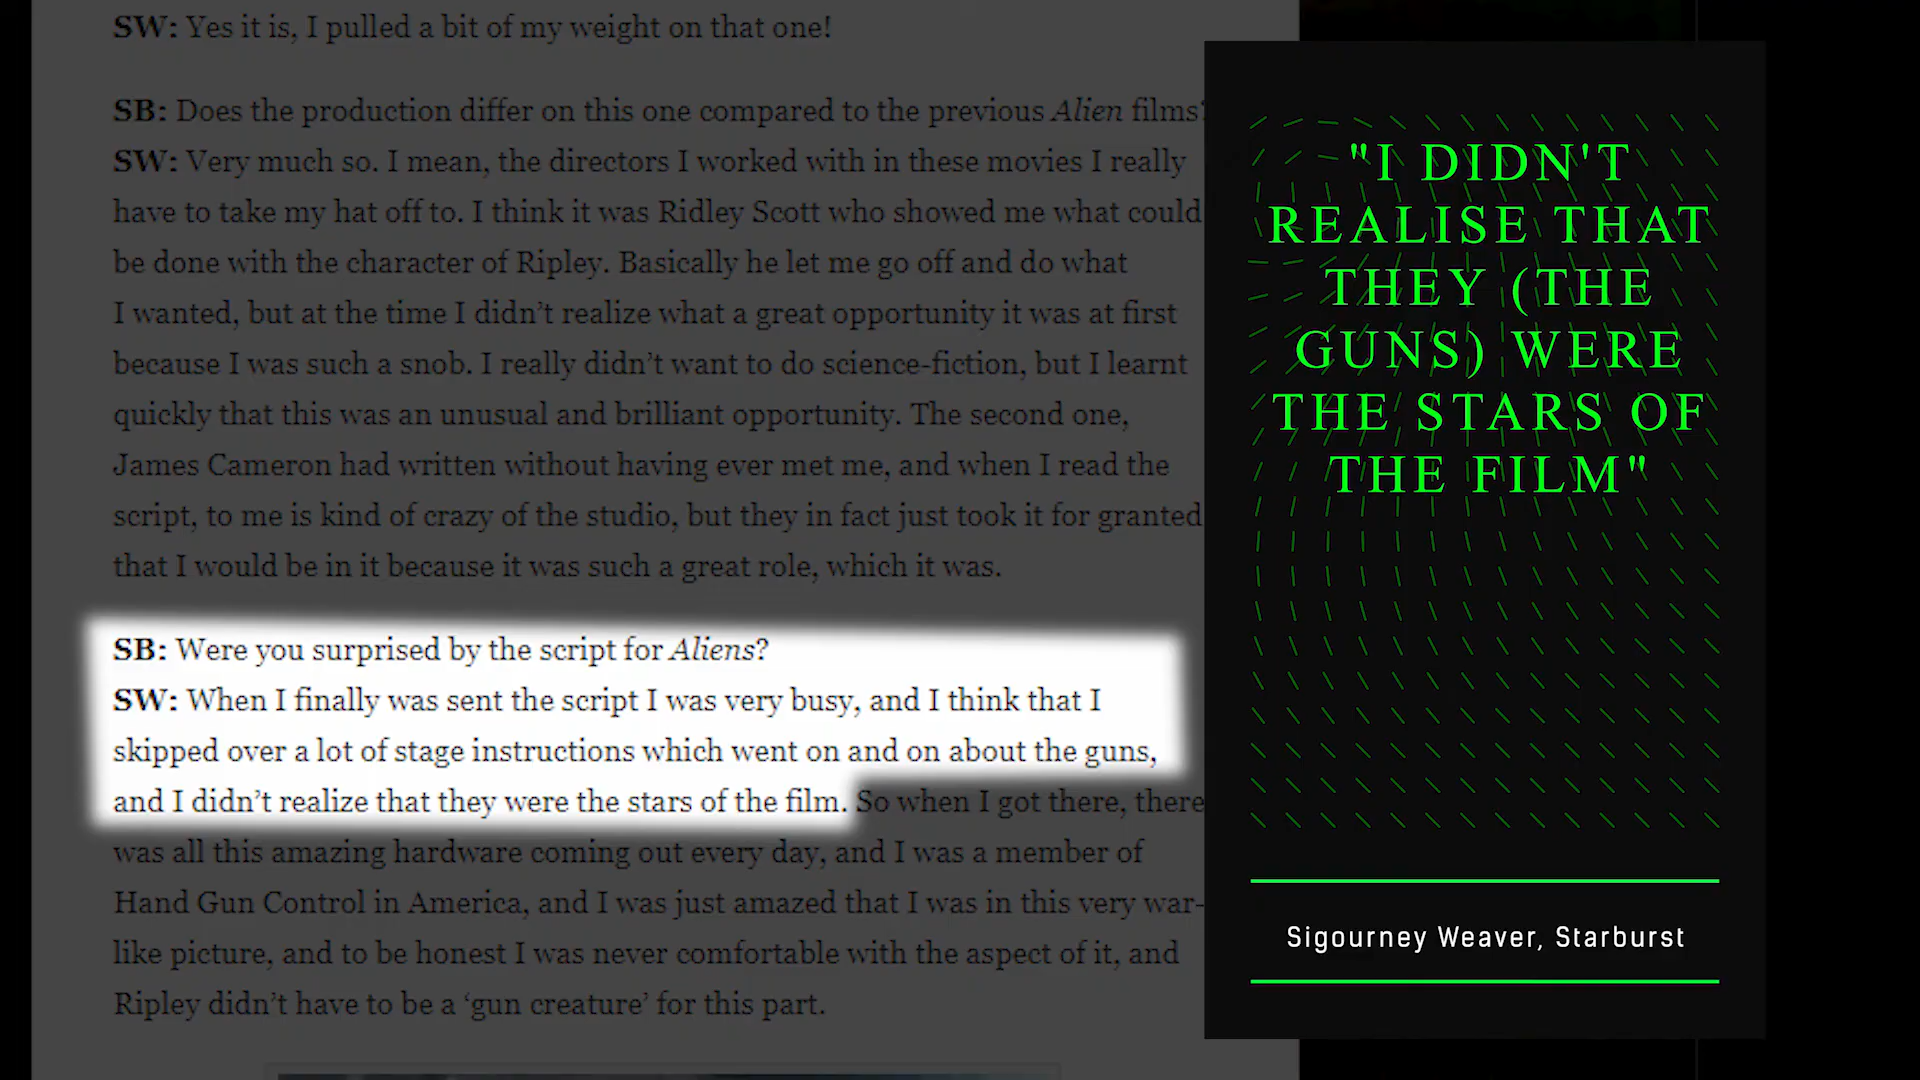 SW: Yes it is, I pulled a bit of my weight on that one!
SB: Does the production differ on this one compared to the previous Alien films?
SW: Very much so. I mean, the directors I worked with in these movies I really
have to take my hat off to. I think it was Ridley Scott who showed me what could
be done with the character of Ripley. Basically he let me go off and do what
I wanted, but at the time I didn’t realize what a great opportunity it was at first
because I was such a snob. I really didn’t want to do science-fiction, but I learnt
quickly that this was an unusual and brilliant opportunity. The second one,
James Cameron had written without having ever met me, and when I read the
script, to me is kind of crazy of the studio, but they in fact just took it for granted
that I would be in it because it was such a great role, which it was.
SB: Were you surprised by the script for Aliens?
SW: When I finally was sent the script I was very busy, and I think that I
skipped over a lot of stage instructions which went on and on about the guns,
and I didn’t realize that they were the stars of the film. So when I got there, there
was all this amazing hardware coming out every day, and I was a member of
Hand Gun Control in America, and I was just amazed that I was in this very war-
like picture, and to be honest I was never comfortable with the aspect of it, and
Ripley didn’t have to be a ‘gun creature’ for this part.
"I DIDN'T
REALISE THAT
THEY (THE
GUNS) WERE
THE STARS OF
THE FILM"
Sigourney Weaver, Starburst